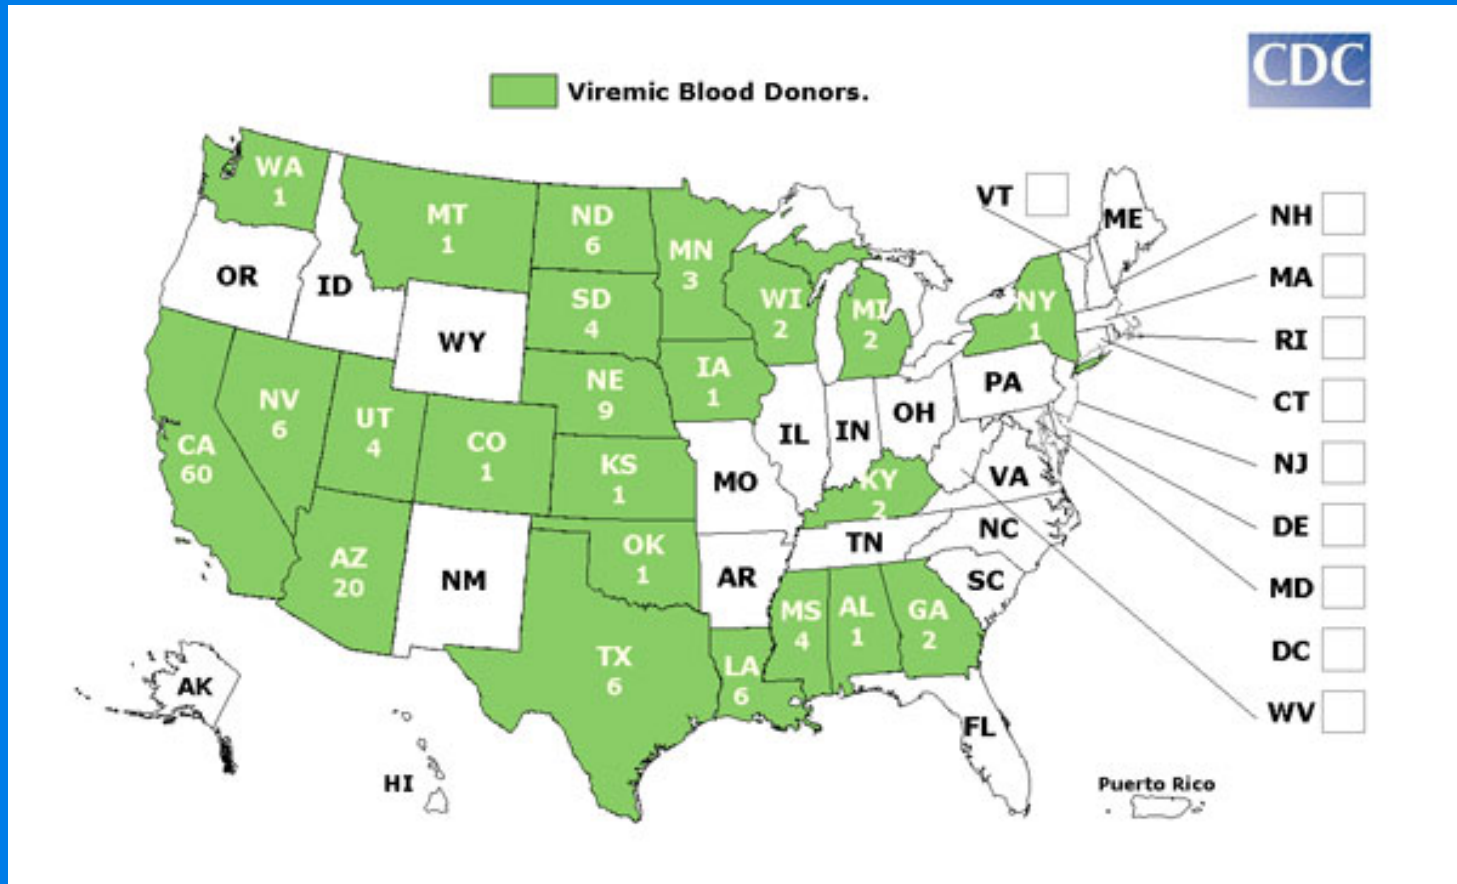 CDC
Viremic Blood Donors.
WA
1
MT
1
ND
6
MN
3
VT
ME
NH
OR
ID
SD
4
WI
2
MI
2
NY
1
MA
WY
RI
NV
6
UT
4
CO
1
NE
9
IA
1
PA
CT
CA
60
KS
1
MO
IL
IN
OH
VA
NJ
KY
2
AZ
20
NM
OK
1
AR
TN
NC
SC
DE
TX
6
LA
6
MS
4
AL
1
GA
2
MD
DC
AK
FL
WV
HI
Puerto Rico